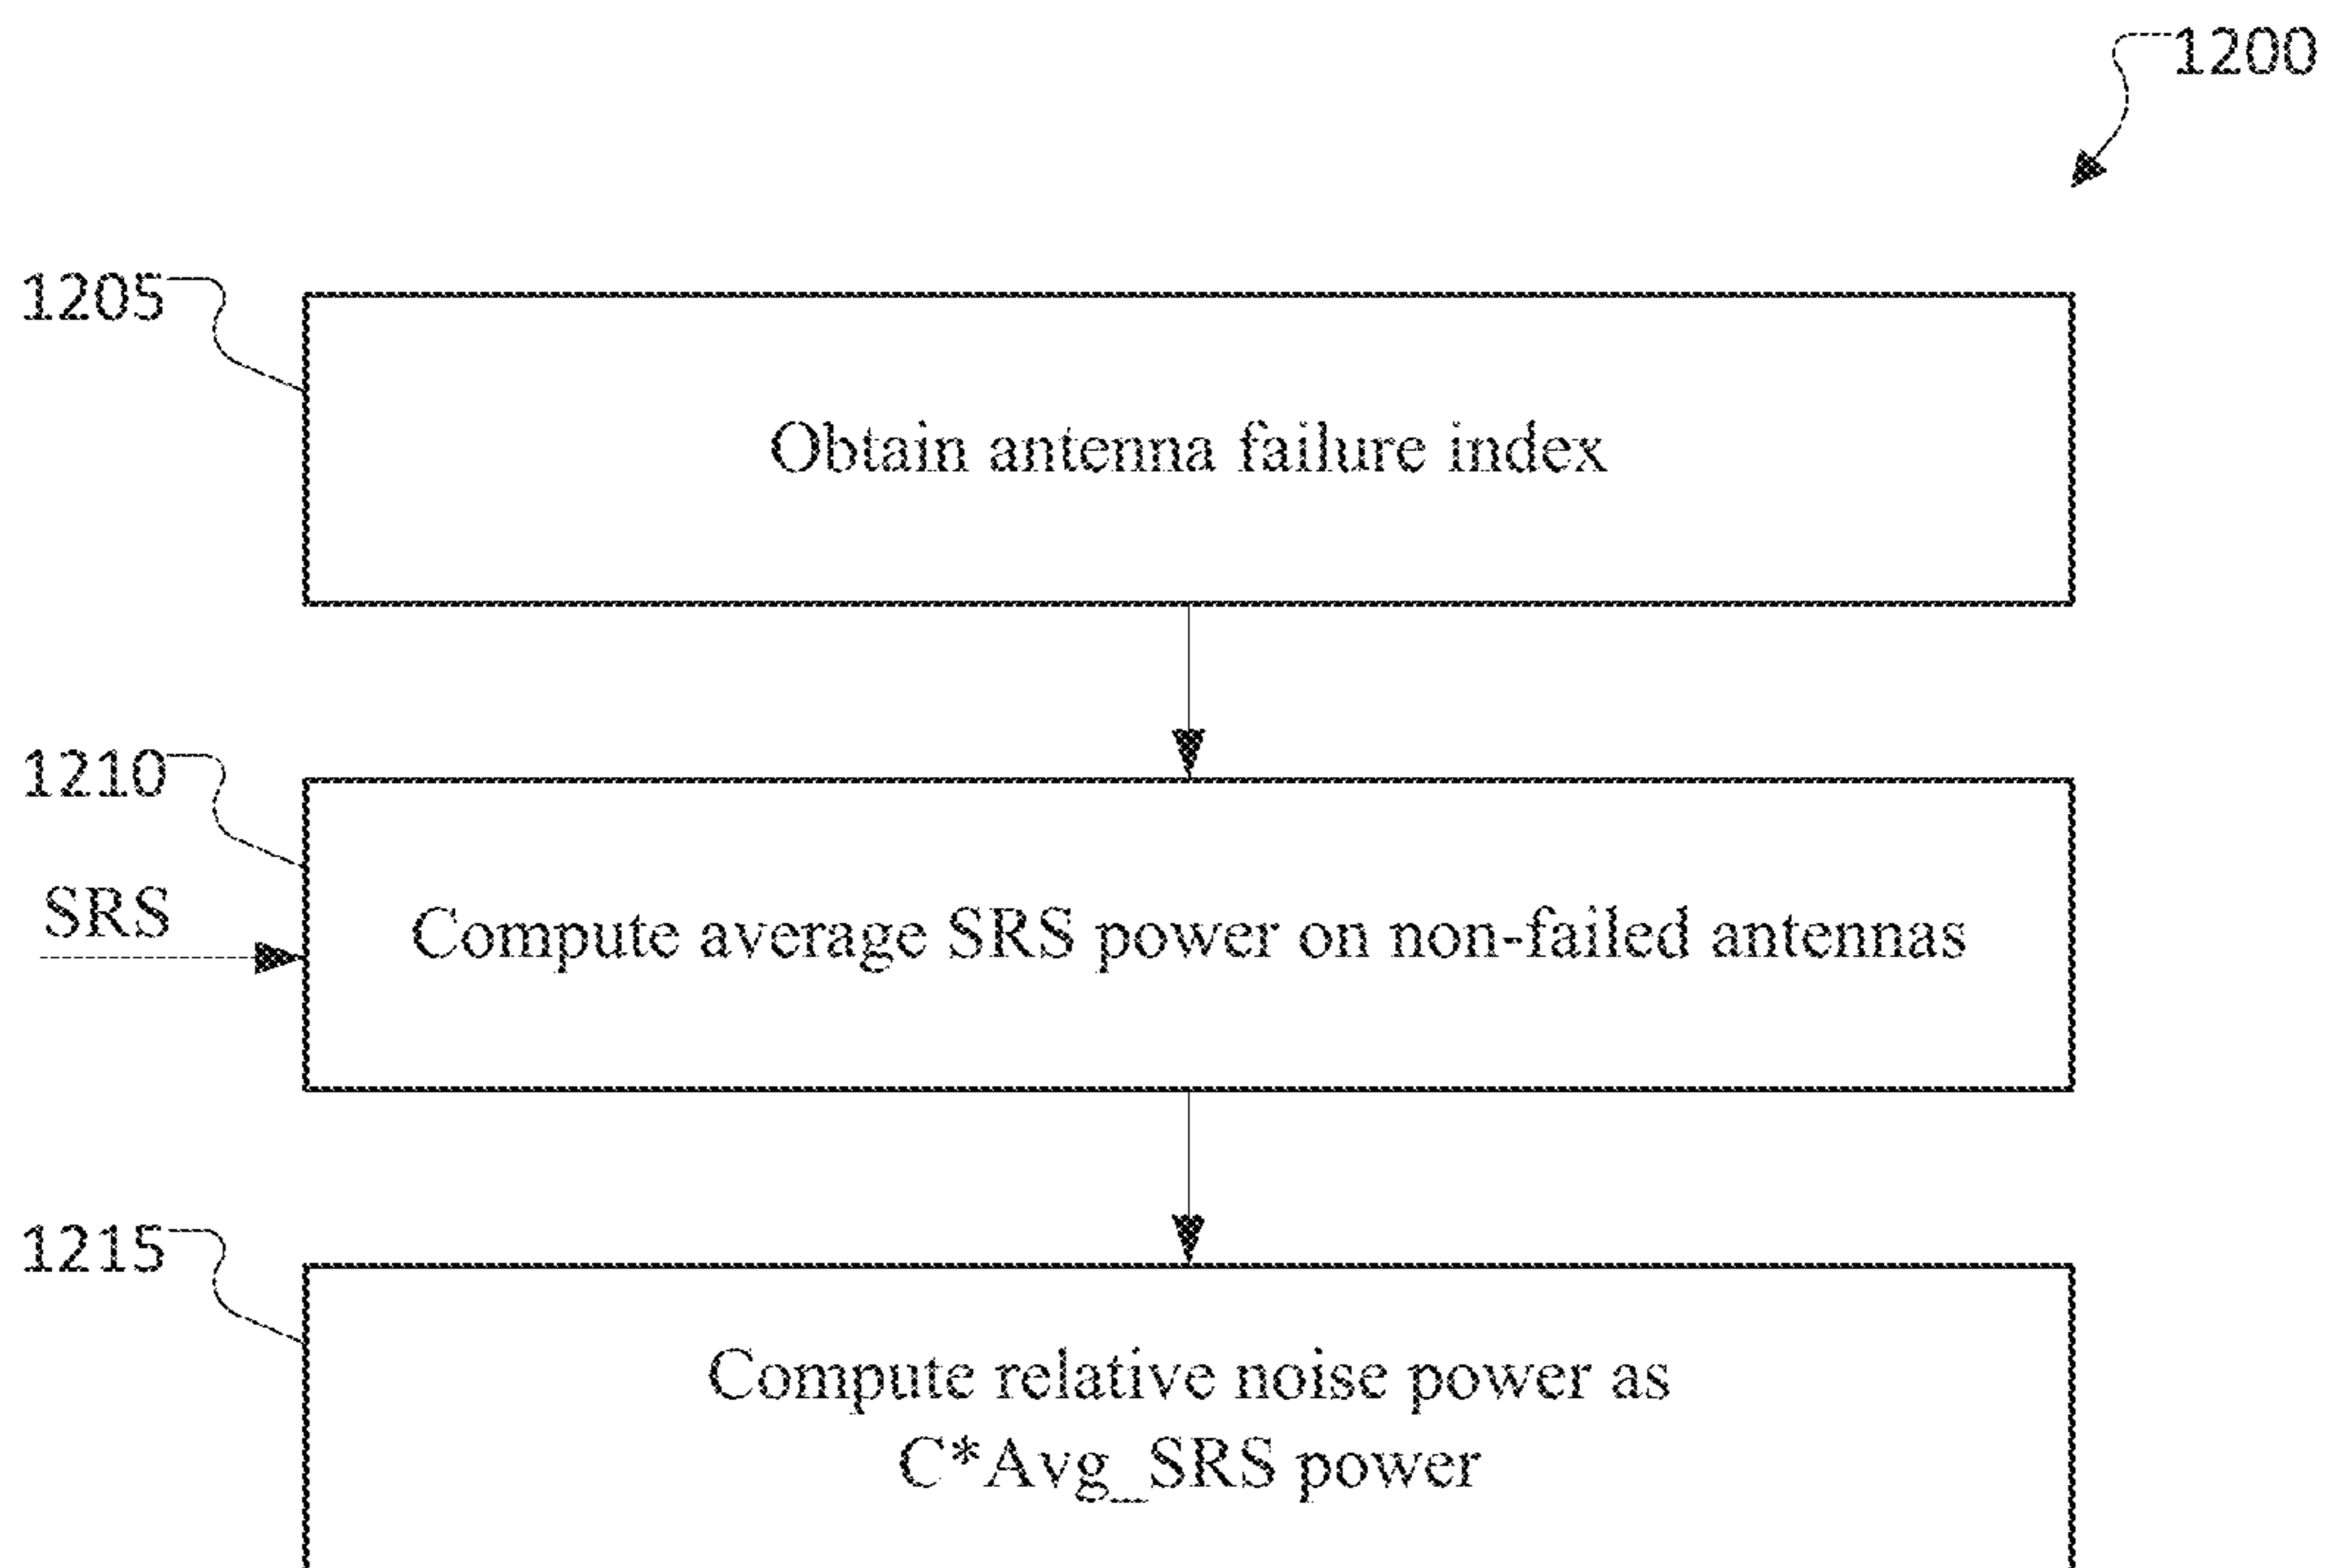 1200
1205
Obtain antenna failure index
1210
SRS
Compute average SRS power on non-failed antennas
1215
Compute relative noise power as
C*Avg_SRS power